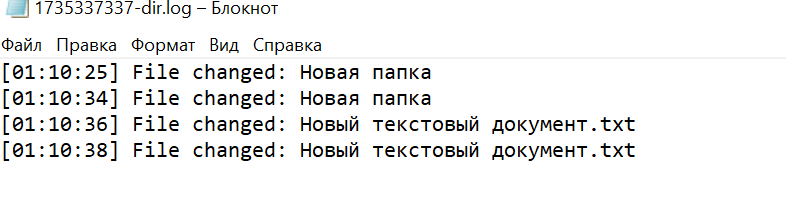 1735337337-dir.log – Блокнот
Файл Правка Формат Вид Справка
[01:10:25] File changed: Новая папка
[01:10:34] File changed: Новая папка
[01:10:36] File changed: Новый текстовый документ.txt
[01:10:38] File changed: Новый текстовый документ.txt